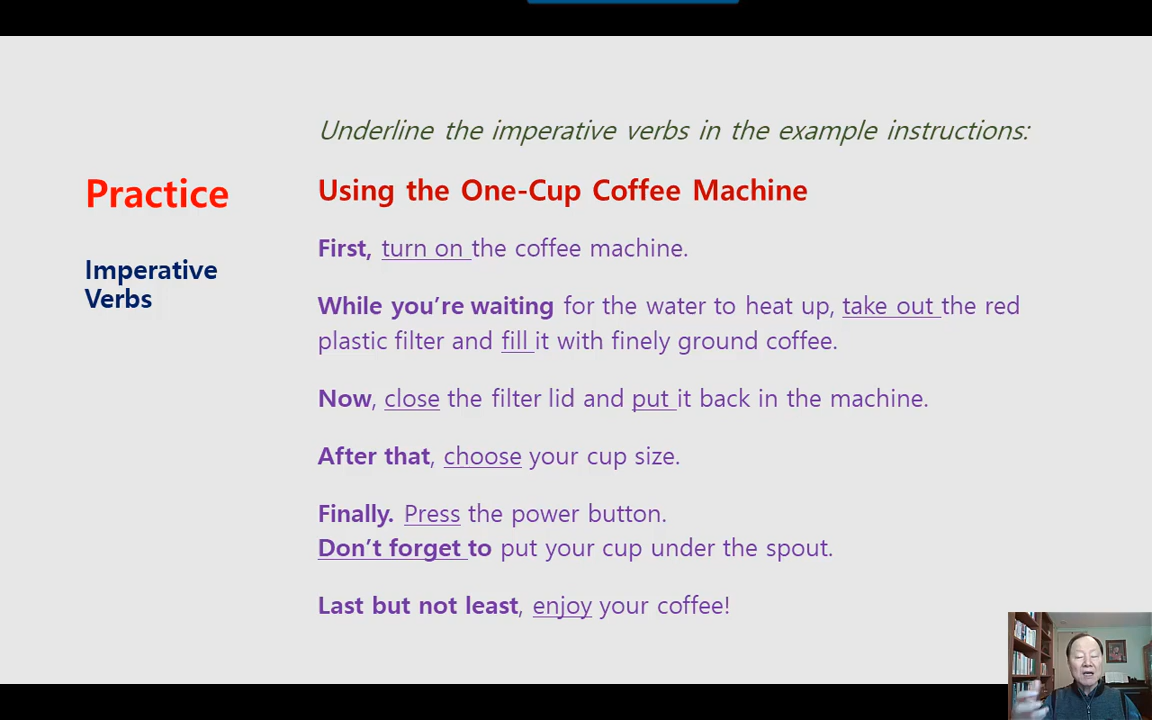 Underline the imperative verbs in the example instructions:
Practice
Using the One-Cup Coffee Machine
Imperative
Verbs
First, turn on the coffee machine.
While you're waiting for the water to heat up, take out the red
plastic filter and fill it with finely ground coffee.
Now, close the filter lid and put it back in the machine.
After that, choose your cup size.
Finally. Press the power button.
Don't forget to put your cup under the spout.
Last but not least, enjoy your coffee!